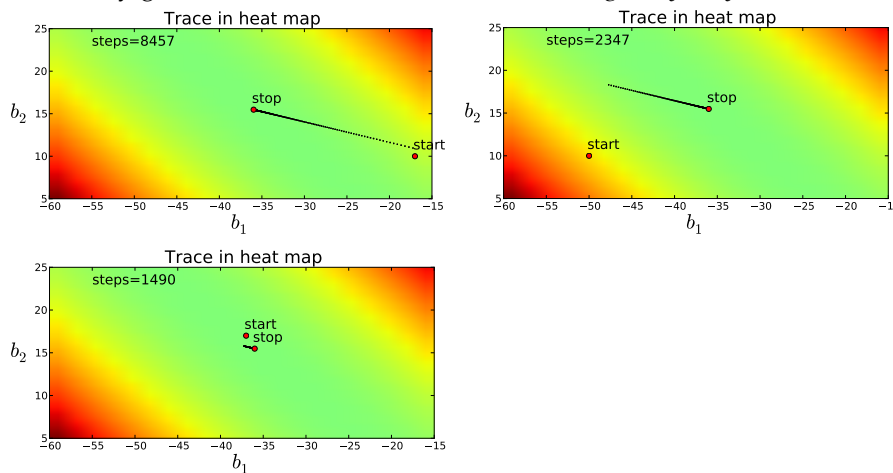 Trace in heat map
steps=8457
stop
start
25
20
15
10
5
b2
−60 −55 −50 −45 −40 −35 −30 −25 −20 −15
b1
Trace in heat map
steps=2347
stop
start
25
20
15
10
5
b2
−60 −55 −50 −45 −40 −35 −30 −25 −20 −1
b1
Trace in heat map
steps=1490
start
stop
25
20
15
10
5
b2
−60 −55 −50 −45 −40 −35 −30 −25 −20 −15
b1